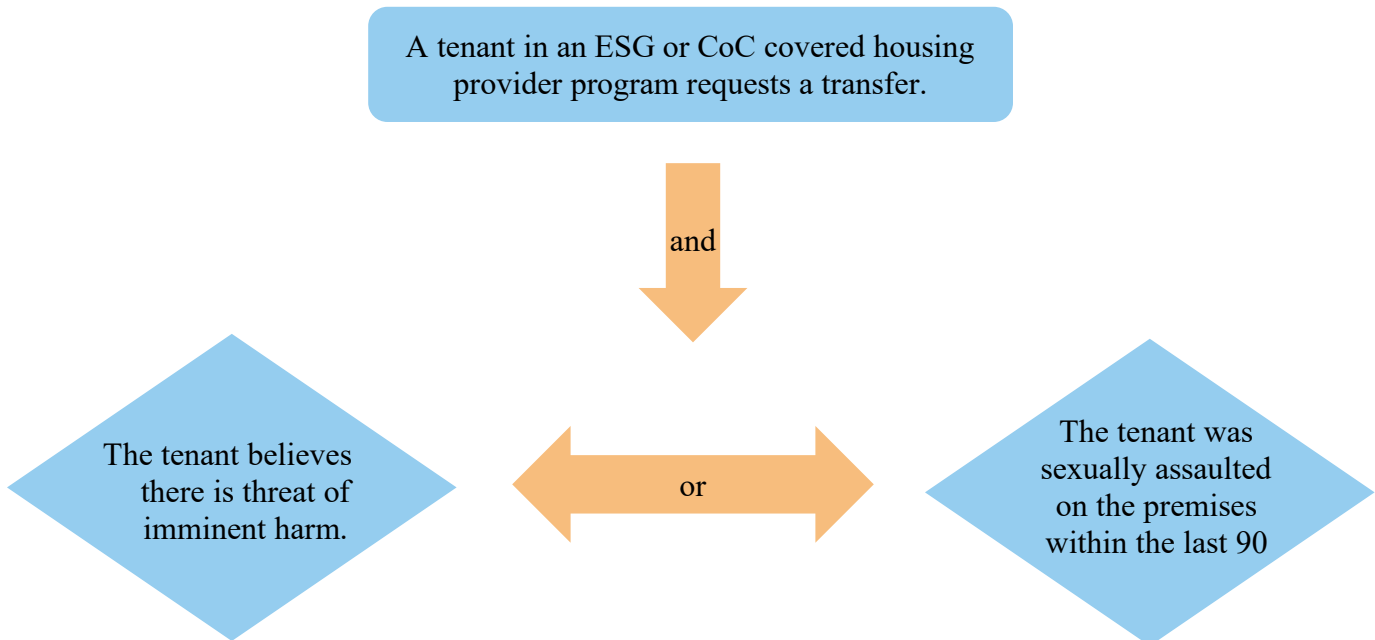 A tenant in an ESG or CoC covered housing
provider program requests a transfer.
and
The tenant believes
there is threat of
imminent harm.
or
The tenant was
sexually assaulted
on the premises
within the last 90